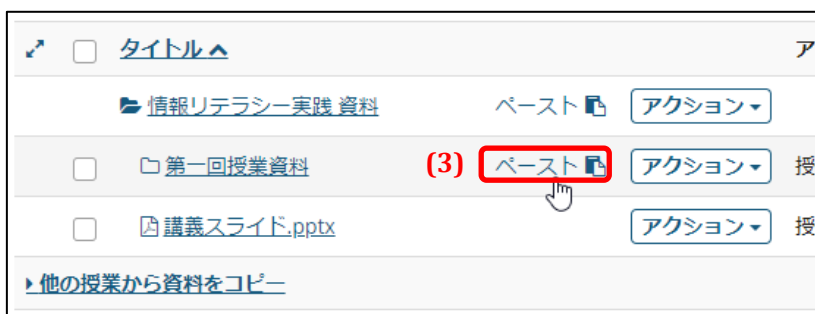 タイトル ア
情報リテラシー実践 資料 ペースト アクション
第一回授業資料 (3) ペースト アクション 授
講義スライド.pptx アクション 授
他の授業から資料をコピー